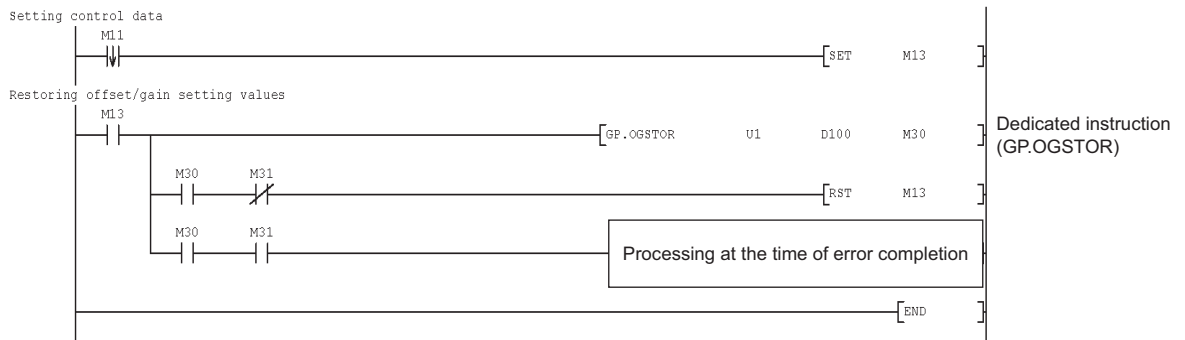 Setting control data
M11
SET M13
Restoring offset/gain setting values
M13
GP.OGSTOR U1 D100 M30
Dedicated instruction
(GP.OGSTOR)
M30 M31
RST M13
M30 M31
Processing at the time of error completion
END